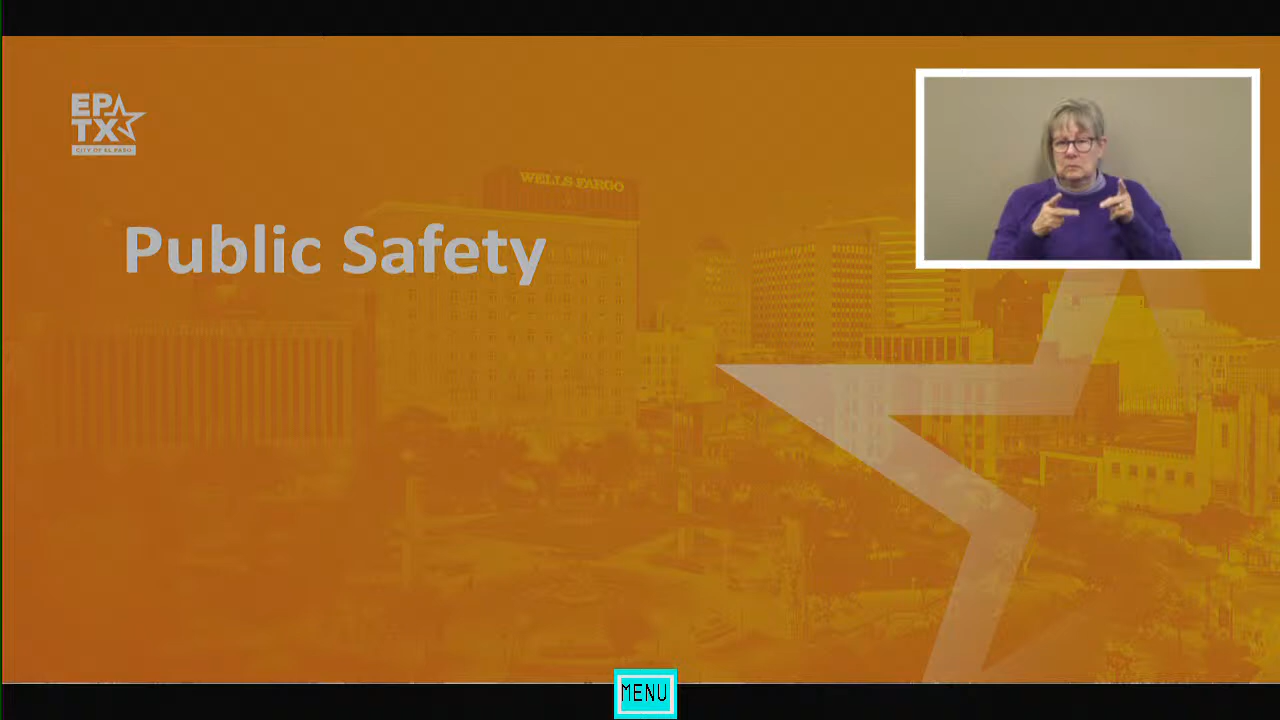 EP
TX
CITY OF EL PASO
WELLS FARGO
Public Safety
MENU